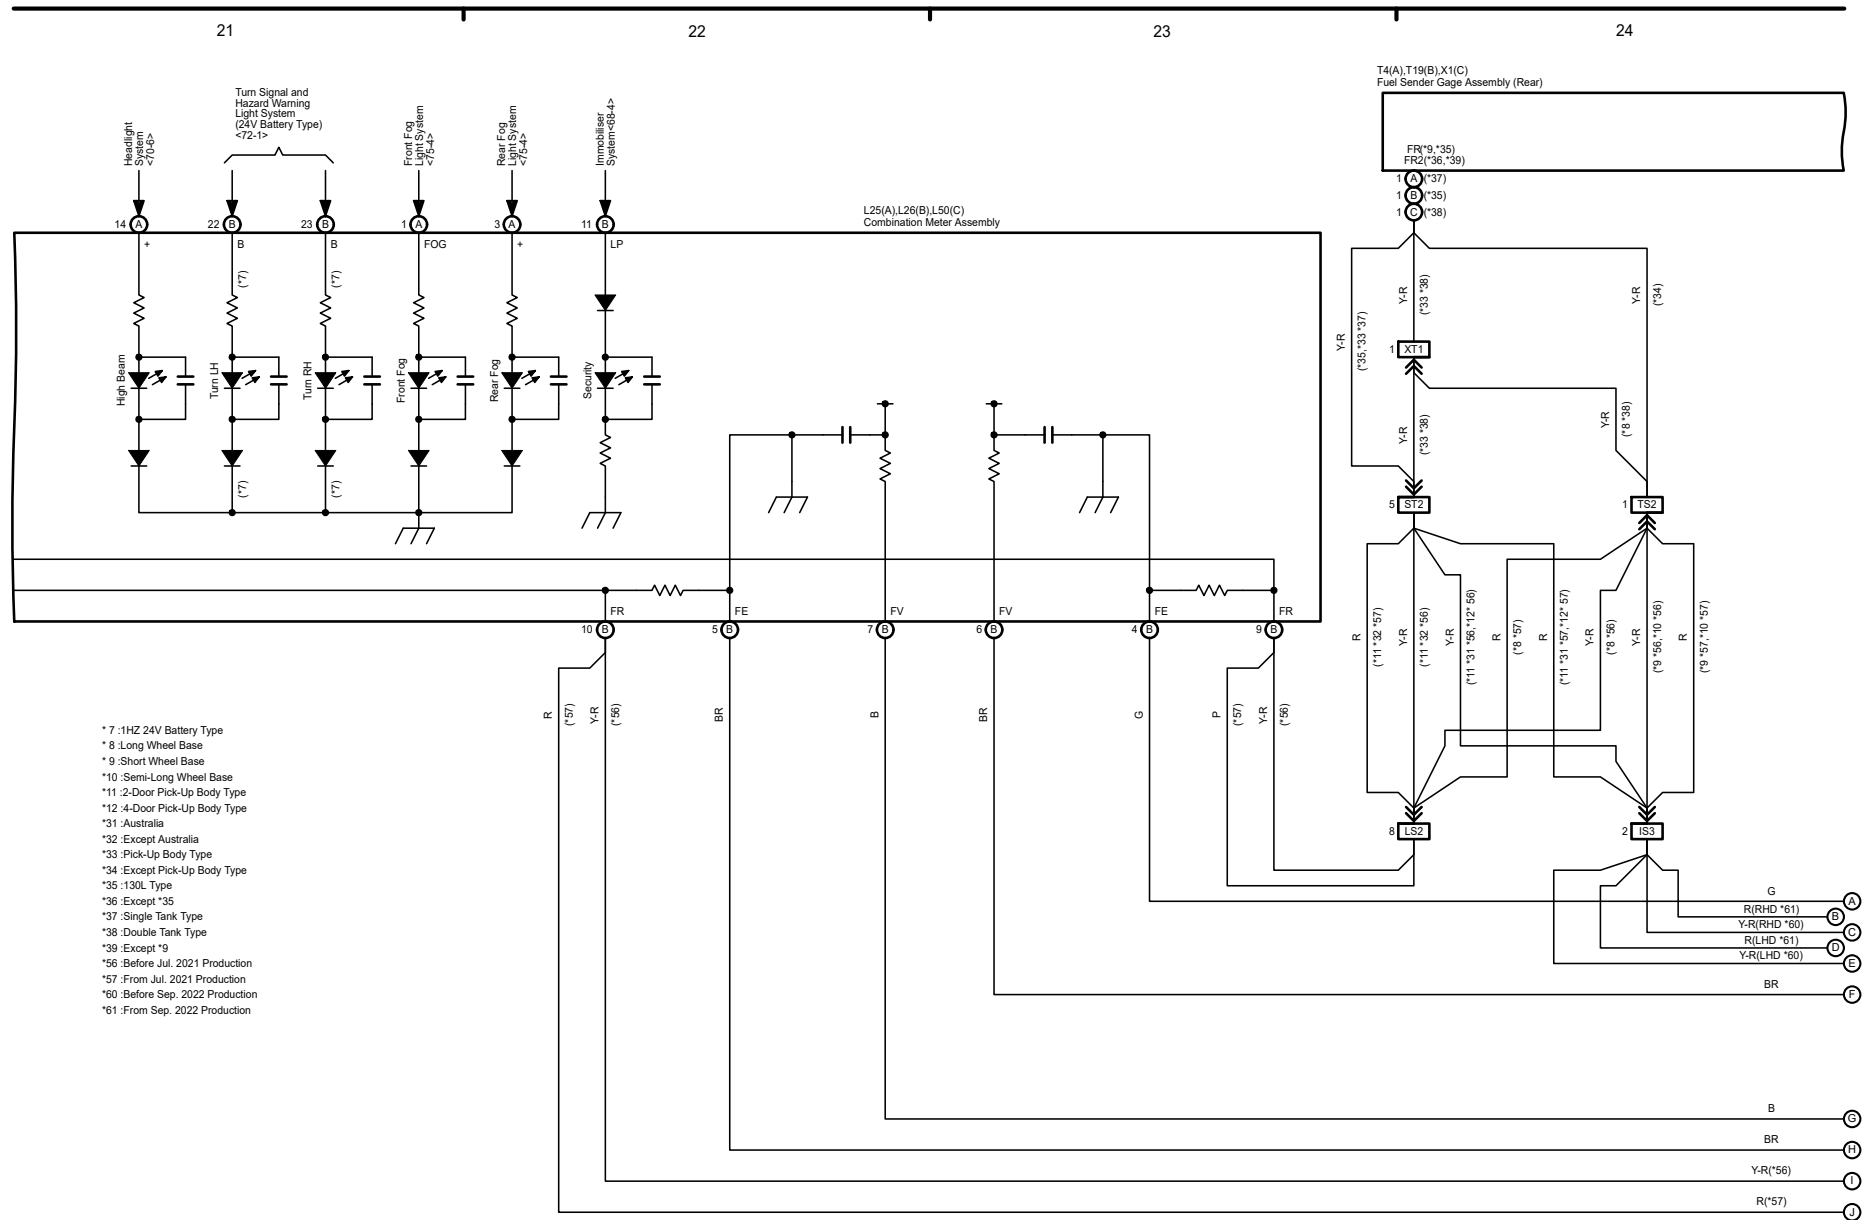 21
22
23
24
T4(A),T19(B),X1(C)
Fuel Sender Gage Assembly (Rear)
FR(*9,*35)
FR2(*36,*39)
1 A (*37)
1 B (*35)
1 C (*38)
Turn Signal and
Hazard Warning
Light System
(24V Battery Type)
<72-1>
Headlight
System
<70-6>
Front Fog
Light System
<75-4>
Rear Fog
Light System
<75-4>
Immobiliser
System<68-4>
L25(A),L26(B),L50(C)
Combination Meter Assembly
14 A
22 B
23 B
1 A
3 A
11 B
+
B
B
FOG
+
LP
(*7)
(*7)
High Beam
Turn LH
Turn RH
Front Fog
Rear Fog
Security
(*7)
(*7)
Y-R
(*35,*33 *37)
Y-R
(*33 *38)
Y-R
(*34)
1 XT1
Y-R
(*33 *38)
Y-R
(*8 *38)
5 ST2
1 TS2
FR
FE
FV
FV
FE
FR
10 B
5 B
7 B
6 B
4 B
9 B
R
(*11 *32 *57)
Y-R
(*11 *32 *56)
Y-R
(*11 *31 *56,*12* 56)
R
(*8 *57)
R
(*11 *31 *57,*12* 57)
Y-R
(*8 *56)
Y-R
(*9 *56,*10 *56)
R
(*9 *57,*10 *57)
R
(*57)
Y-R
(*56)
BR
B
BR
G
P
(*57)
Y-R
(*56)
8 LS2
2 IS3
* 7 :1HZ 24V Battery Type
* 8 :Long Wheel Base
* 9 :Short Wheel Base
*10 :Semi-Long Wheel Base
*11 :2-Door Pick-Up Body Type
*12 :4-Door Pick-Up Body Type
*31 :Australia
*32 :Except Australia
*33 :Pick-Up Body Type
*34 :Except Pick-Up Body Type
*35 :130L Type
*36 :Except *35
*37 :Single Tank Type
*38 :Double Tank Type
*39 :Except *9
*56 :Before Jul. 2021 Production
*57 :From Jul. 2021 Production
*60 :Before Sep. 2022 Production
*61 :From Sep. 2022 Production
G A
R(RHD *61) B
Y-R(RHD *60) C
R(LHD *61) D
Y-R(LHD *60) E
BR F
B G
BR H
Y-R(*56) I
R(*57) J